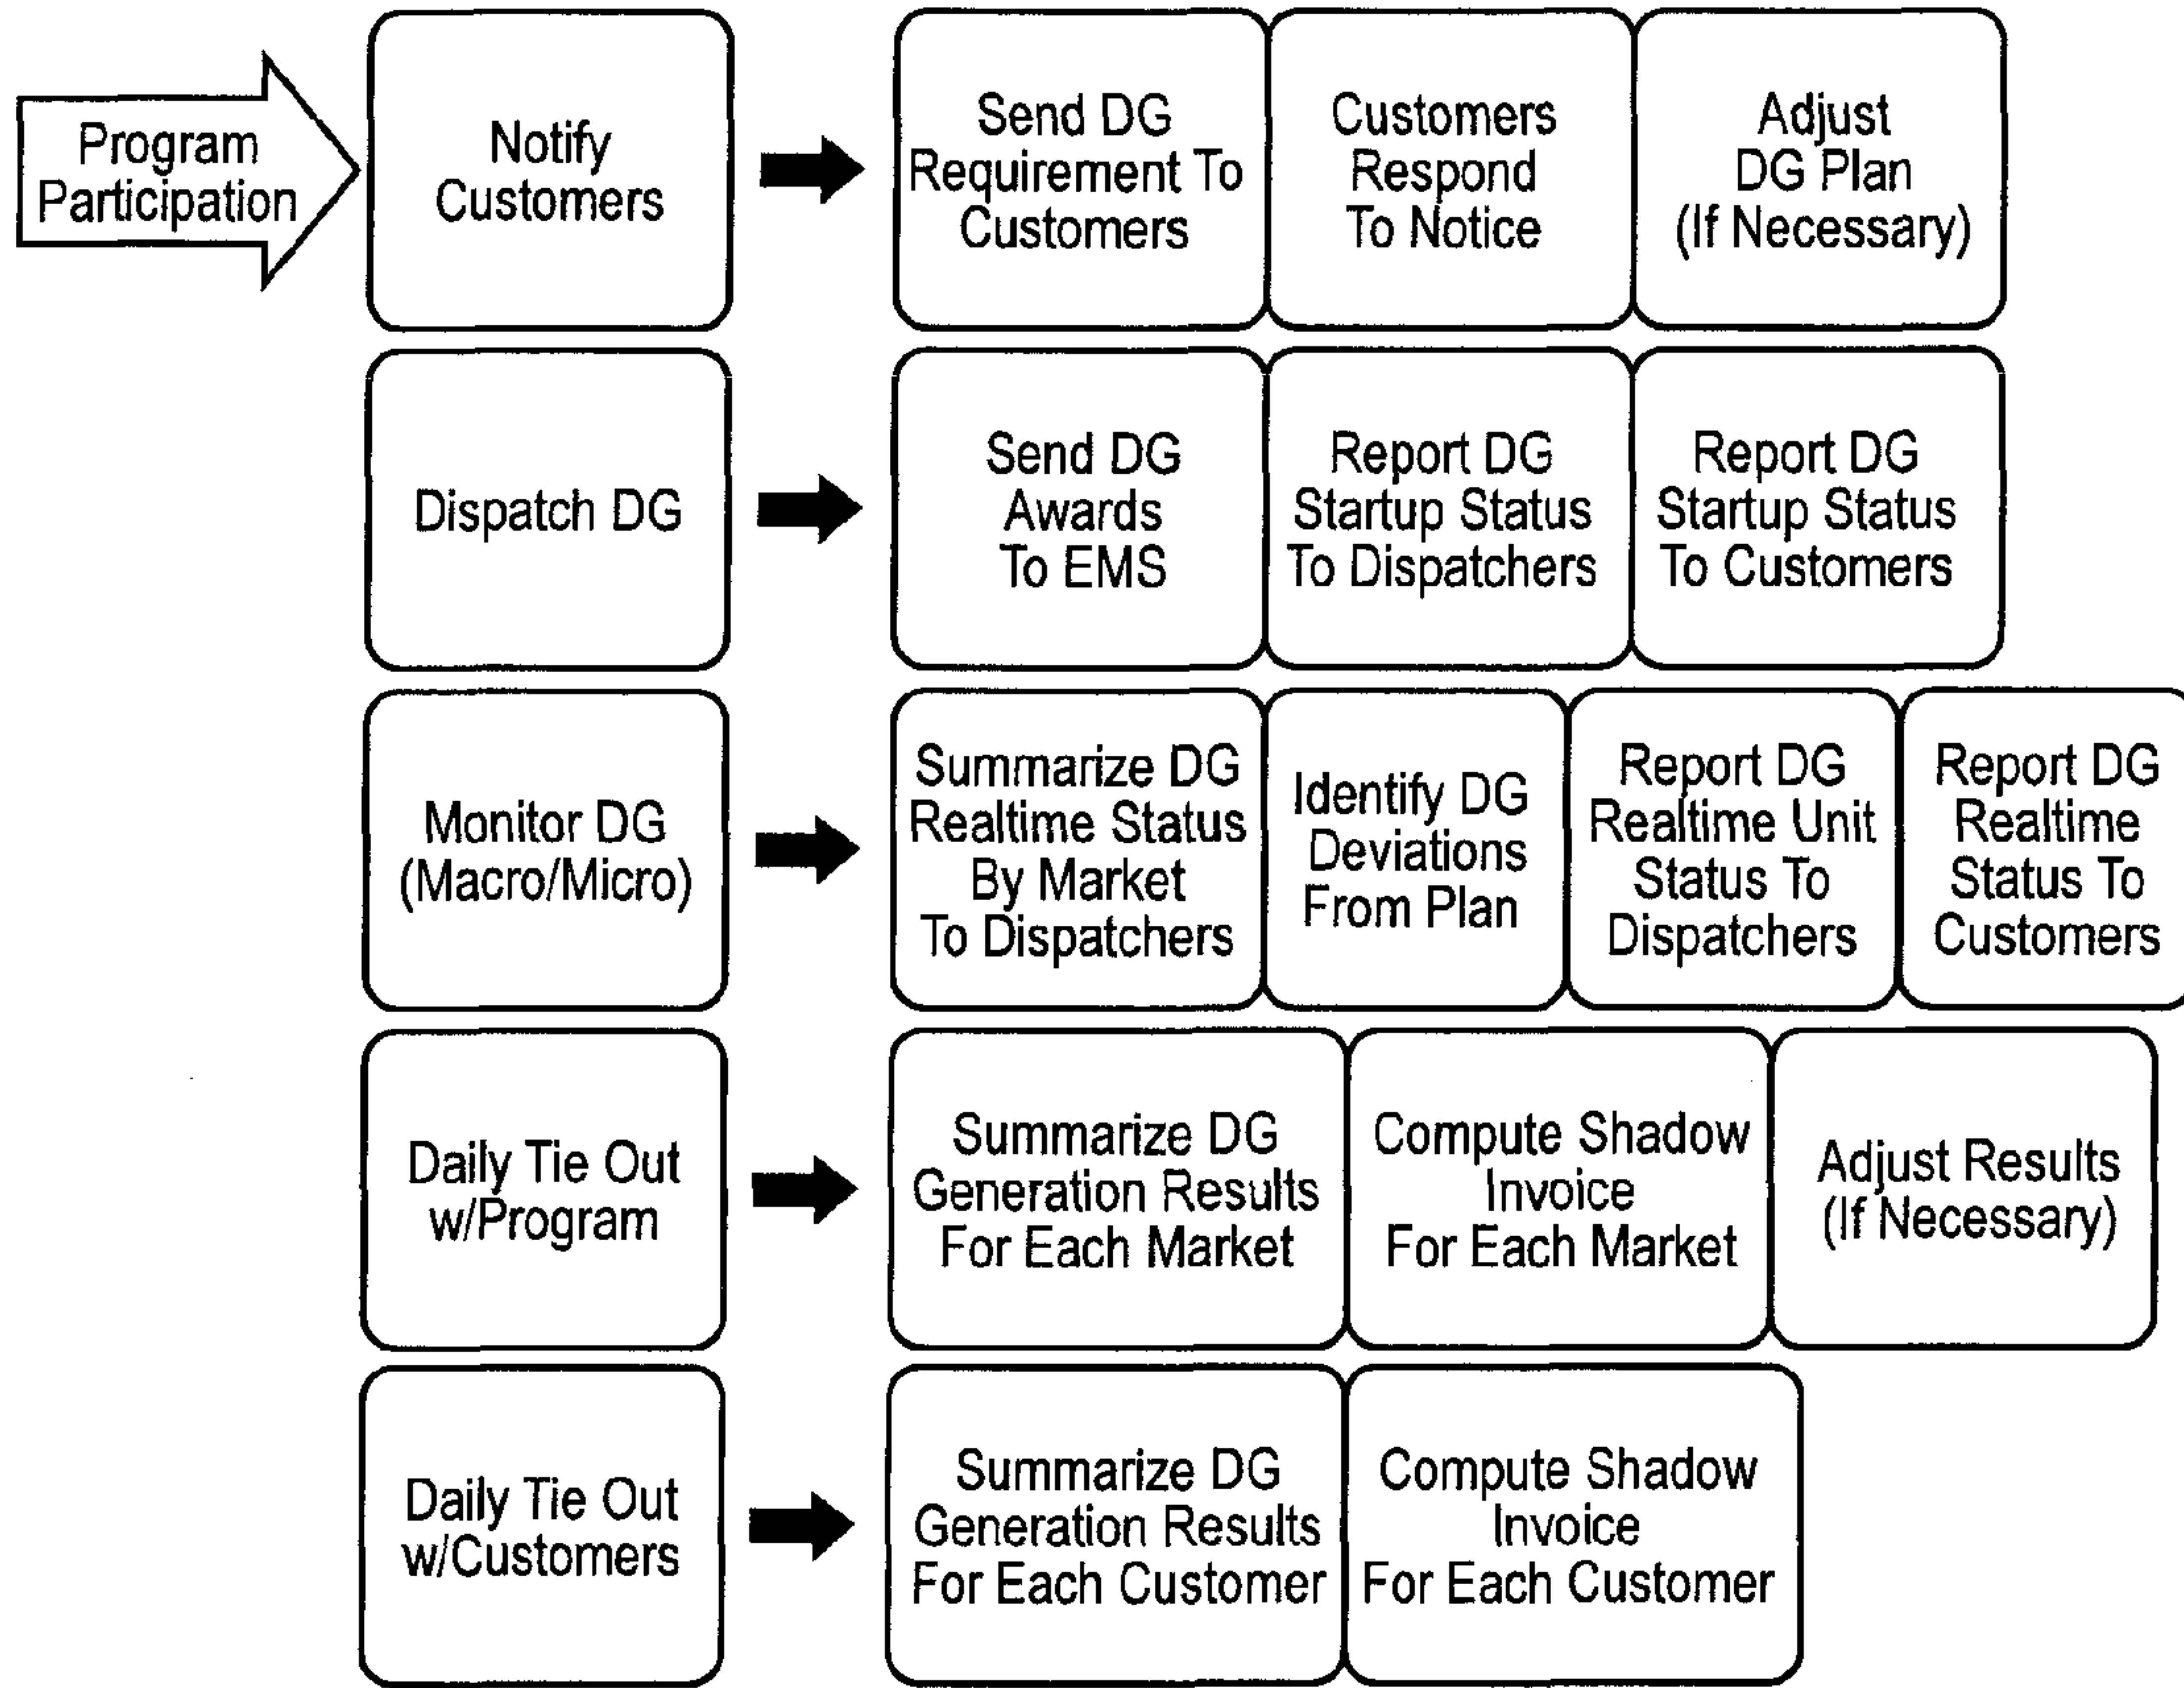 Program
Participation
Notify
Customers
Send DG
Requirement To
Customers
Customers
Respond
To Notice
Adjust
DG Plan
(If Necessary)
Dispatch DG
Send DG
Awards
To EMS
Report DG
Startup Status
To Dispatchers
Report DG
Startup Status
To Customers
Monitor DG
(Macro/Micro)
Summarize DG
Realtime Status
By Market
To Dispatchers
Identify DG
Deviations
From Plan
Report DG
Realtime Unit
Status To
Dispatchers
Report DG
Realtime
Status To
Customers
Daily Tie Out
w/Program
Summarize DG
Generation Results
For Each Market
Compute Shadow
Invoice
For Each Market
Adjust Results
(If Necessary)
Daily Tie Out
w/Customers
Summarize DG
Generation Results
For Each Customer
Compute Shadow
Invoice
For Each Customer